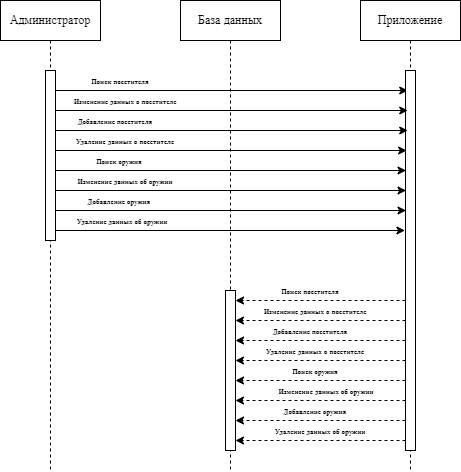 Администратор
База данных
Приложение
Поиск посетителя
Изменение данных о посетителе
Добавление посетителя
Удаление данных о посетителе
Поиск оружия
Изменение данных об оружии
Добавление оружия
Удаление данных об оружии
Поиск посетителя
Изменение данных о посетителе
Добавление посетителя
Удаление данных о посетителе
Поиск оружия
Изменение данных об оружии
Добавление оружия
Удаление данных об оружии